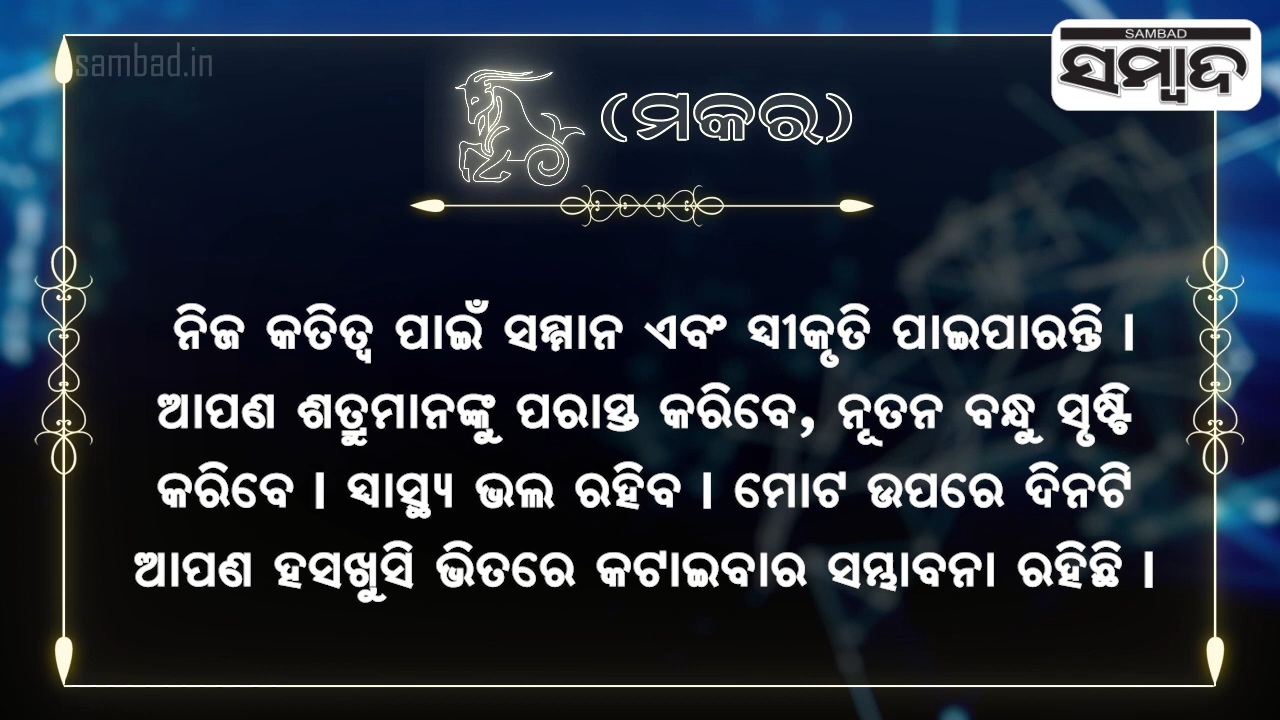 sambad.in
SAMBAD
ସମ୍ବାଦ
(ମକର)
ନିଜ କତିତ୍ୱ ପାଇଁ ସମ୍ମାନ ଏବଂ ସ୍ୱୀକୃତି ପାଇପାରନ୍ତି ।
ଆପଣ ଶତ୍ରୁମାନଙ୍କୁ ପରାସ୍ତ କରିବେ, ନୂତନ ବନ୍ଧୁ ସୃଷ୍ଟି
କରିବେ । ସ୍ୱାସ୍ଥ୍ୟ ଭଲ ରହିବ । ମୋଟ ଉପରେ ଦିନଟି
ଆପଣ ହସଖୁସି ଭିତରେ କଟାଇବାର ସମ୍ଭାବନା ରହିଛି ।